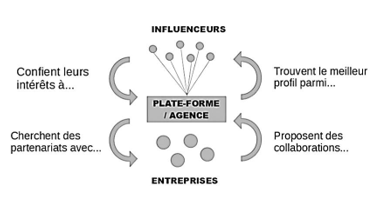 INFLUENCEURS
Confient leurs
intérêts à...
Trouvent le meilleur
profil parmi...
PLATE-FORME
/ AGENCE
Cherchent des
partenariats avec...
Proposent des
collaborations...
ENTREPRISES